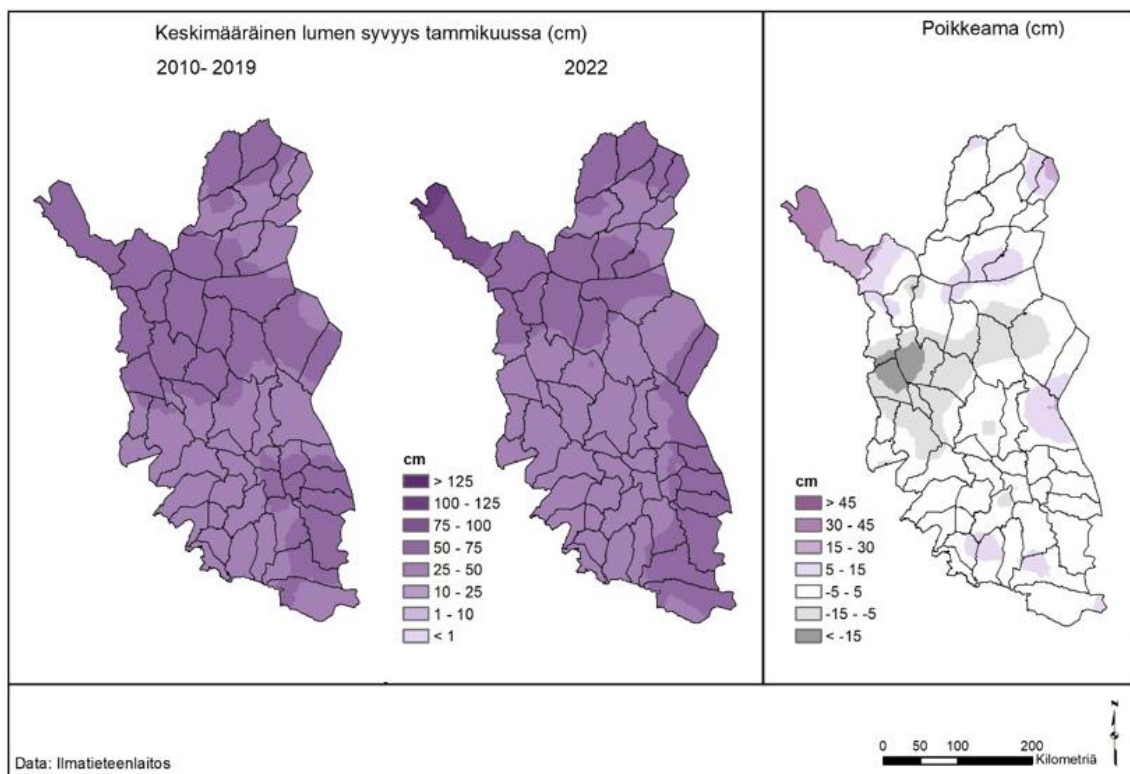 Keskimääräinen lumen syvyys tammikuussa (cm)
2010- 2019
2022
Poikkeama (cm)
cm
> 125
100 - 125
75 - 100
50 - 75
25 - 50
10 - 25
1 - 10
< 1
cm
> 45
30 - 45
15 - 30
5 - 15
-5 - 5
-15 - -5
< -15
Data: Ilmatieteenlaitos
0 50 100 200
Kilometriä
N